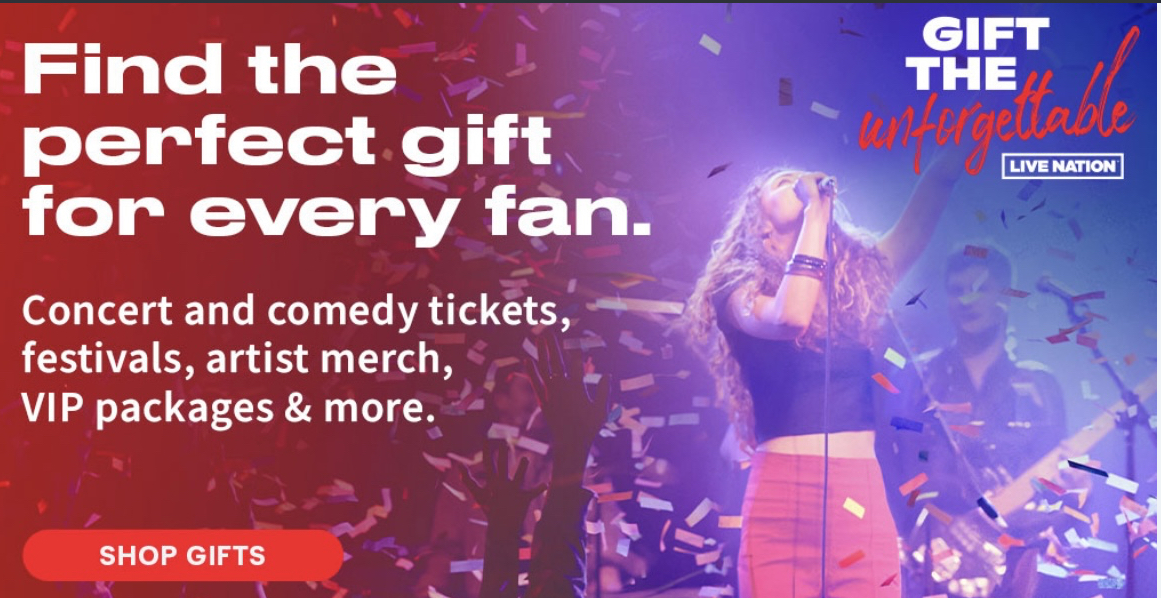 Find the
perfect gift
for every fan.
Concert and comedy tickets,
festivals, artist merch,
VIP packages & more.
SHOP GIFTS
GIFT
THE
unforgettable
LIVE NATION